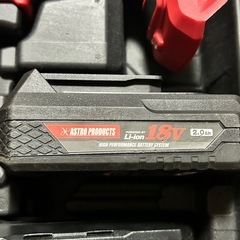 ASTRO PRODUCTS
POWERED BY
Li-ion
18V
2.0Ah
HIGH PERFORMANCE BATTERY SYSTEM